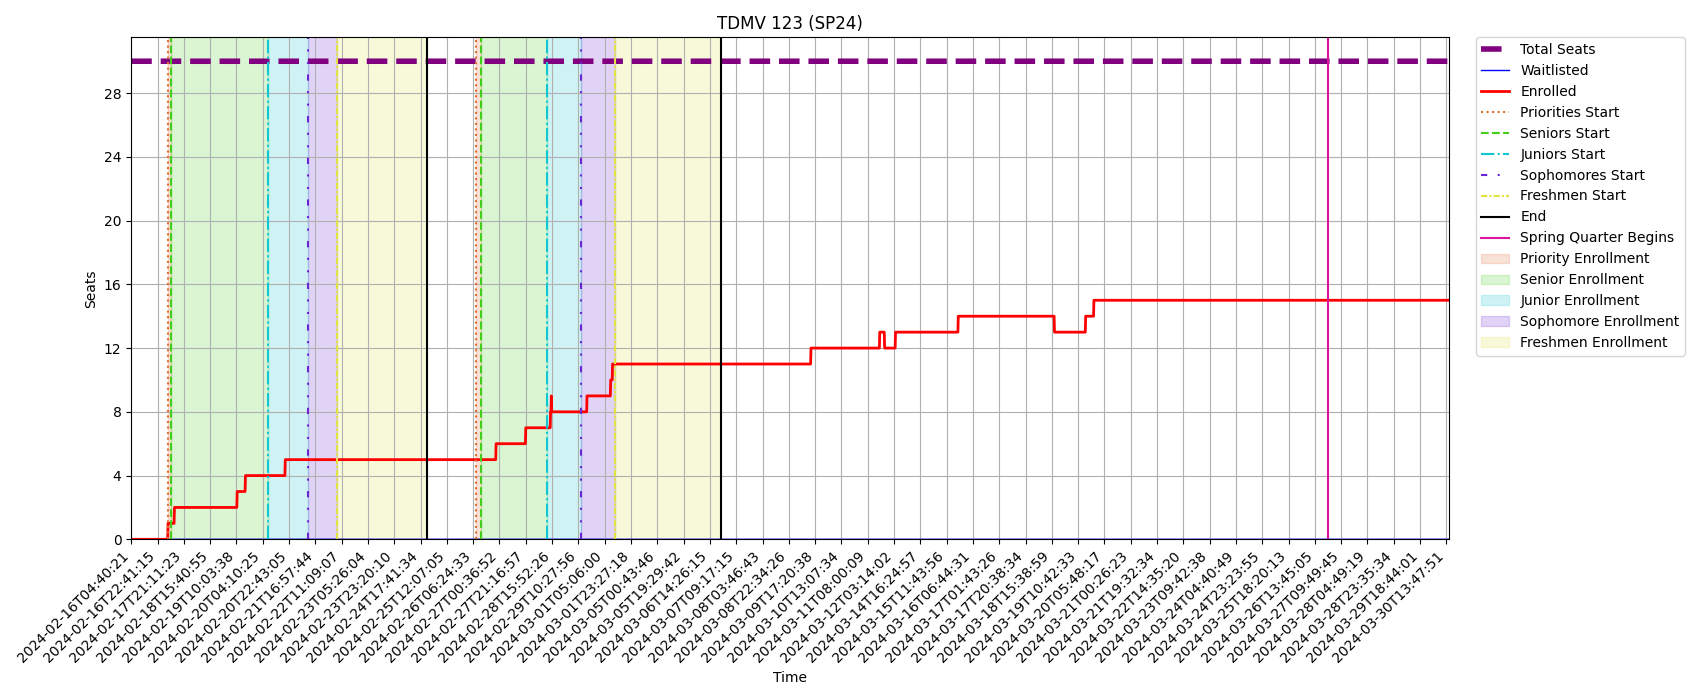 TDMV 123 (SP24)
Seats
28
24
20
16
12
8
4
0
2024-02-16T04:40:21
2024-02-16T22:41:15
2024-02-17T21:11:23
2024-02-18T15:40:55
2024-02-19T10:03:38
2024-02-20T04:10:25
2024-02-20T22:43:05
2024-02-21T16:57:44
2024-02-22T11:09:07
2024-02-23T05:26:04
2024-02-23T23:20:10
2024-02-24T17:41:34
2024-02-25T12:07:05
2024-02-26T06:24:33
2024-02-27T00:36:52
2024-02-27T21:16:57
2024-02-28T15:52:26
2024-02-29T10:27:56
2024-03-01T05:06:00
2024-03-01T23:27:18
2024-03-05T00:43:46
2024-03-05T19:29:42
2024-03-06T14:26:15
2024-03-07T09:17:15
2024-03-08T03:46:43
2024-03-08T22:34:26
2024-03-09T17:20:38
2024-03-10T13:07:34
2024-03-11T08:00:09
2024-03-12T03:14:02
2024-03-14T16:24:57
2024-03-15T11:43:56
2024-03-16T06:44:31
2024-03-17T01:43:26
2024-03-17T20:38:34
2024-03-18T15:38:59
2024-03-19T10:42:33
2024-03-20T05:48:17
2024-03-21T00:26:23
2024-03-21T19:32:34
2024-03-22T14:35:20
2024-03-23T09:42:38
2024-03-24T04:40:49
2024-03-24T23:23:55
2024-03-25T18:20:13
2024-03-26T13:45:05
2024-03-27T09:49:45
2024-03-28T04:49:19
2024-03-28T23:35:34
2024-03-29T18:44:01
2024-03-30T13:47:51
Time
Total Seats
Waitlisted
Enrolled
Priorities Start
Seniors Start
Juniors Start
Sophomores Start
Freshmen Start
End
Spring Quarter Begins
Priority Enrollment
Senior Enrollment
Junior Enrollment
Sophomore Enrollment
Freshmen Enrollment